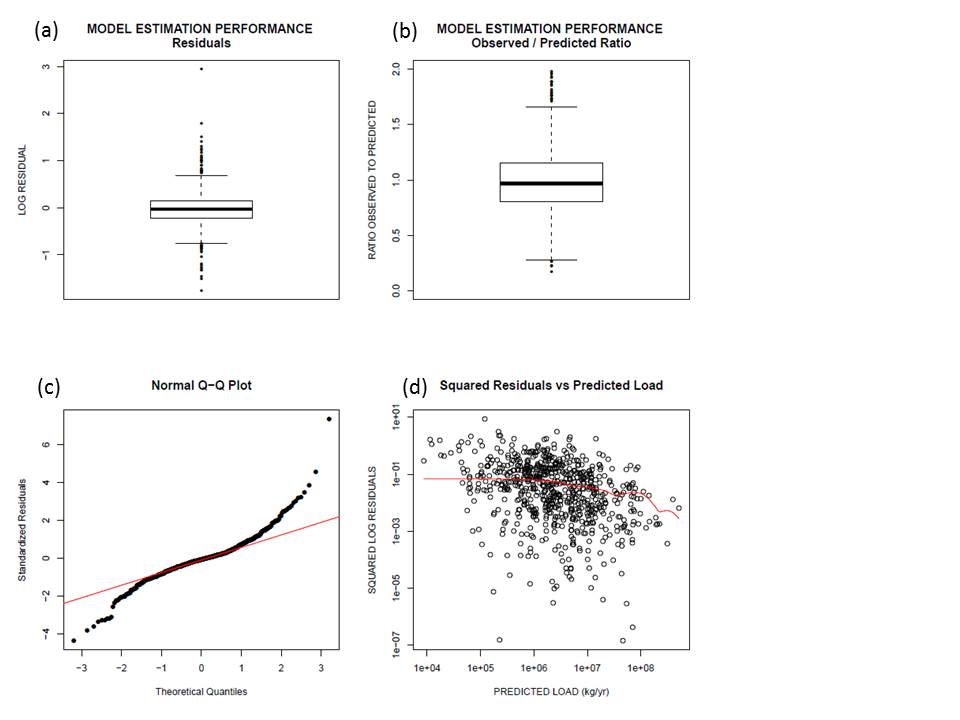 (a)
MODEL ESTIMATION PERFORMANCE
Residuals
LOG RESIDUAL
3
2
1
0
−1
(b)
MODEL ESTIMATION PERFORMANCE
Observed / Predicted Ratio
RATIO OBSERVED TO PREDICTED
2.0
1.5
1.0
0.5
0.0
(c)
Normal Q−Q Plot
Standardized Residuals
6
4
2
0
−2
−4
−3 −2 −1 0 1 2 3
Theoretical Quantiles
(d)
Squared Residuals vs Predicted Load
SQUARED LOG RESIDUALS
1e+01
1e−01
1e−03
1e−05
1e−07
1e+04 1e+05 1e+06 1e+07 1e+08
PREDICTED LOAD (kg/yr)